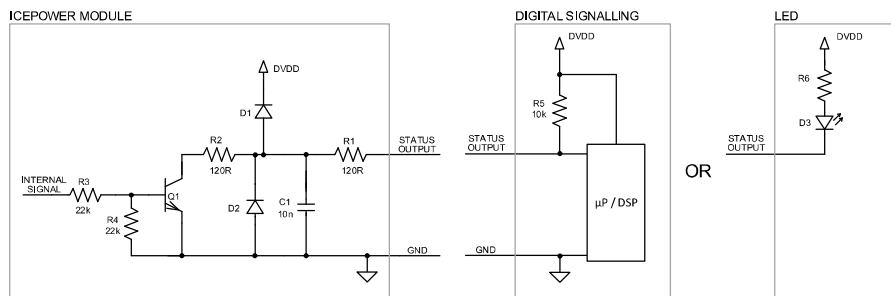 ICEPOWER MODULE
DIGITAL SIGNALLING
LED
DVDD
DVDD
DVDD
D1
R5
10k
R6
D3
R2
120R
R1
120R
STATUS
OUTPUT
STATUS
OUTPUT
STATUS
OUTPUT
OR
INTERNAL
SIGNAL
R3
22k
Q1
R4
22k
D2
C1
10n
µP / DSP
GND
GND